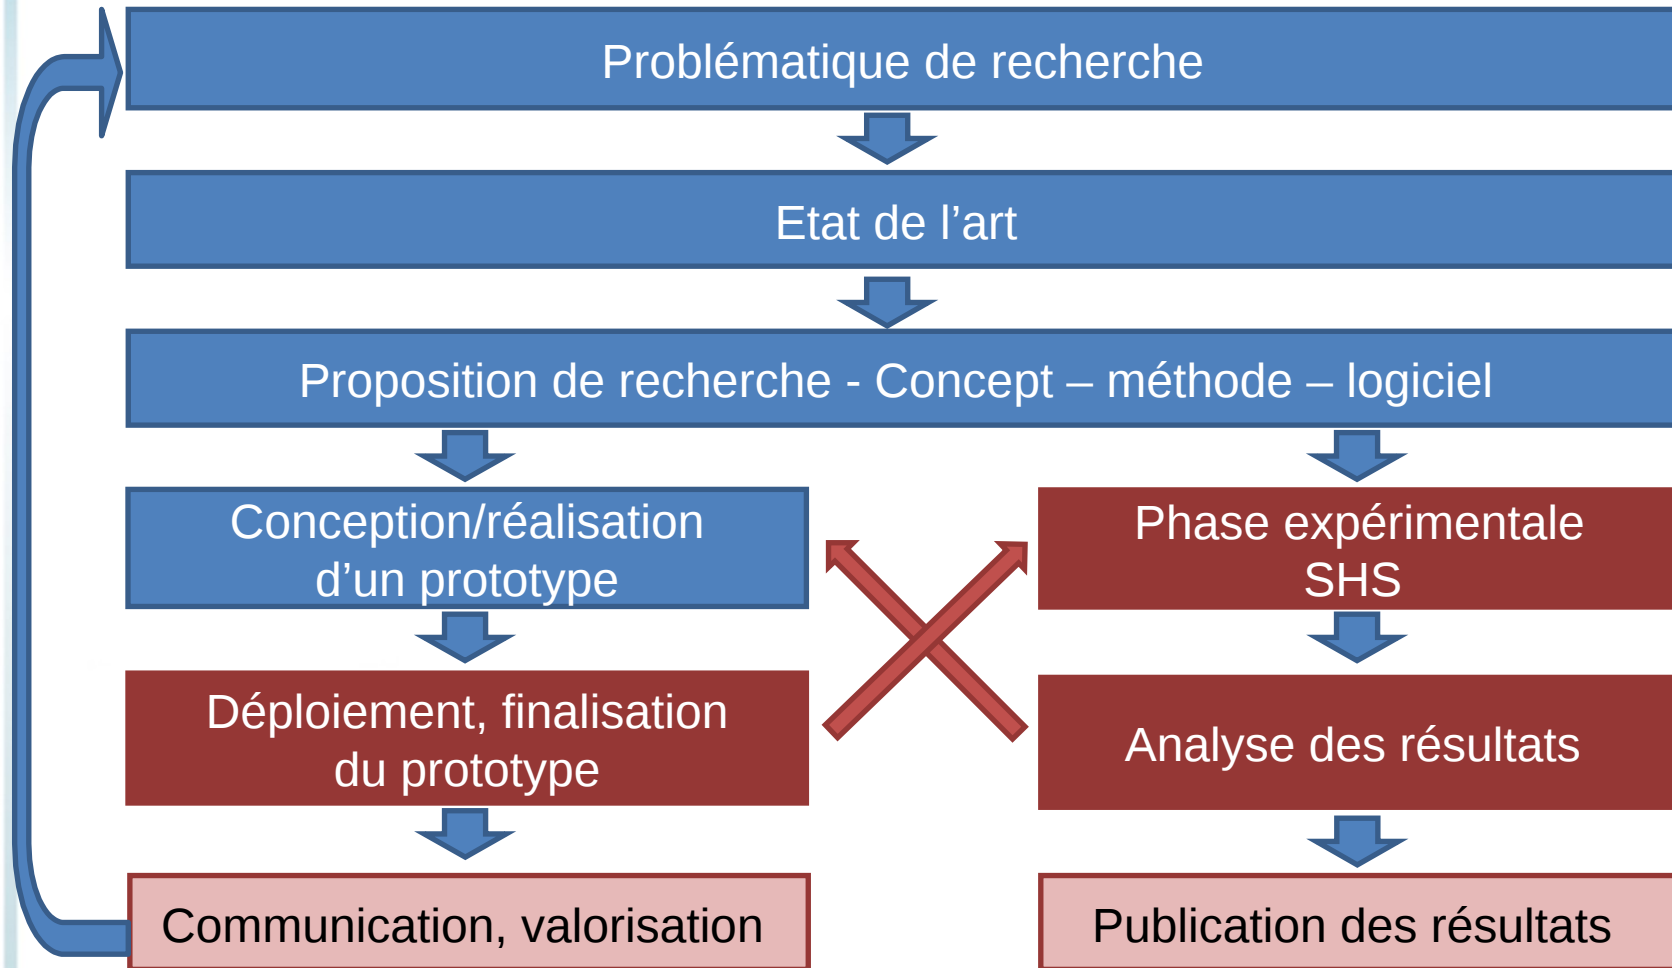 Problématique de recherche
Etat de l’art
Proposition de recherche - Concept – méthode – logiciel
Conception/réalisation
d’un prototype
Phase expérimentale
SHS
Déploiement, finalisation
du prototype
Analyse des résultats
Communication, valorisation
Publication des résultats